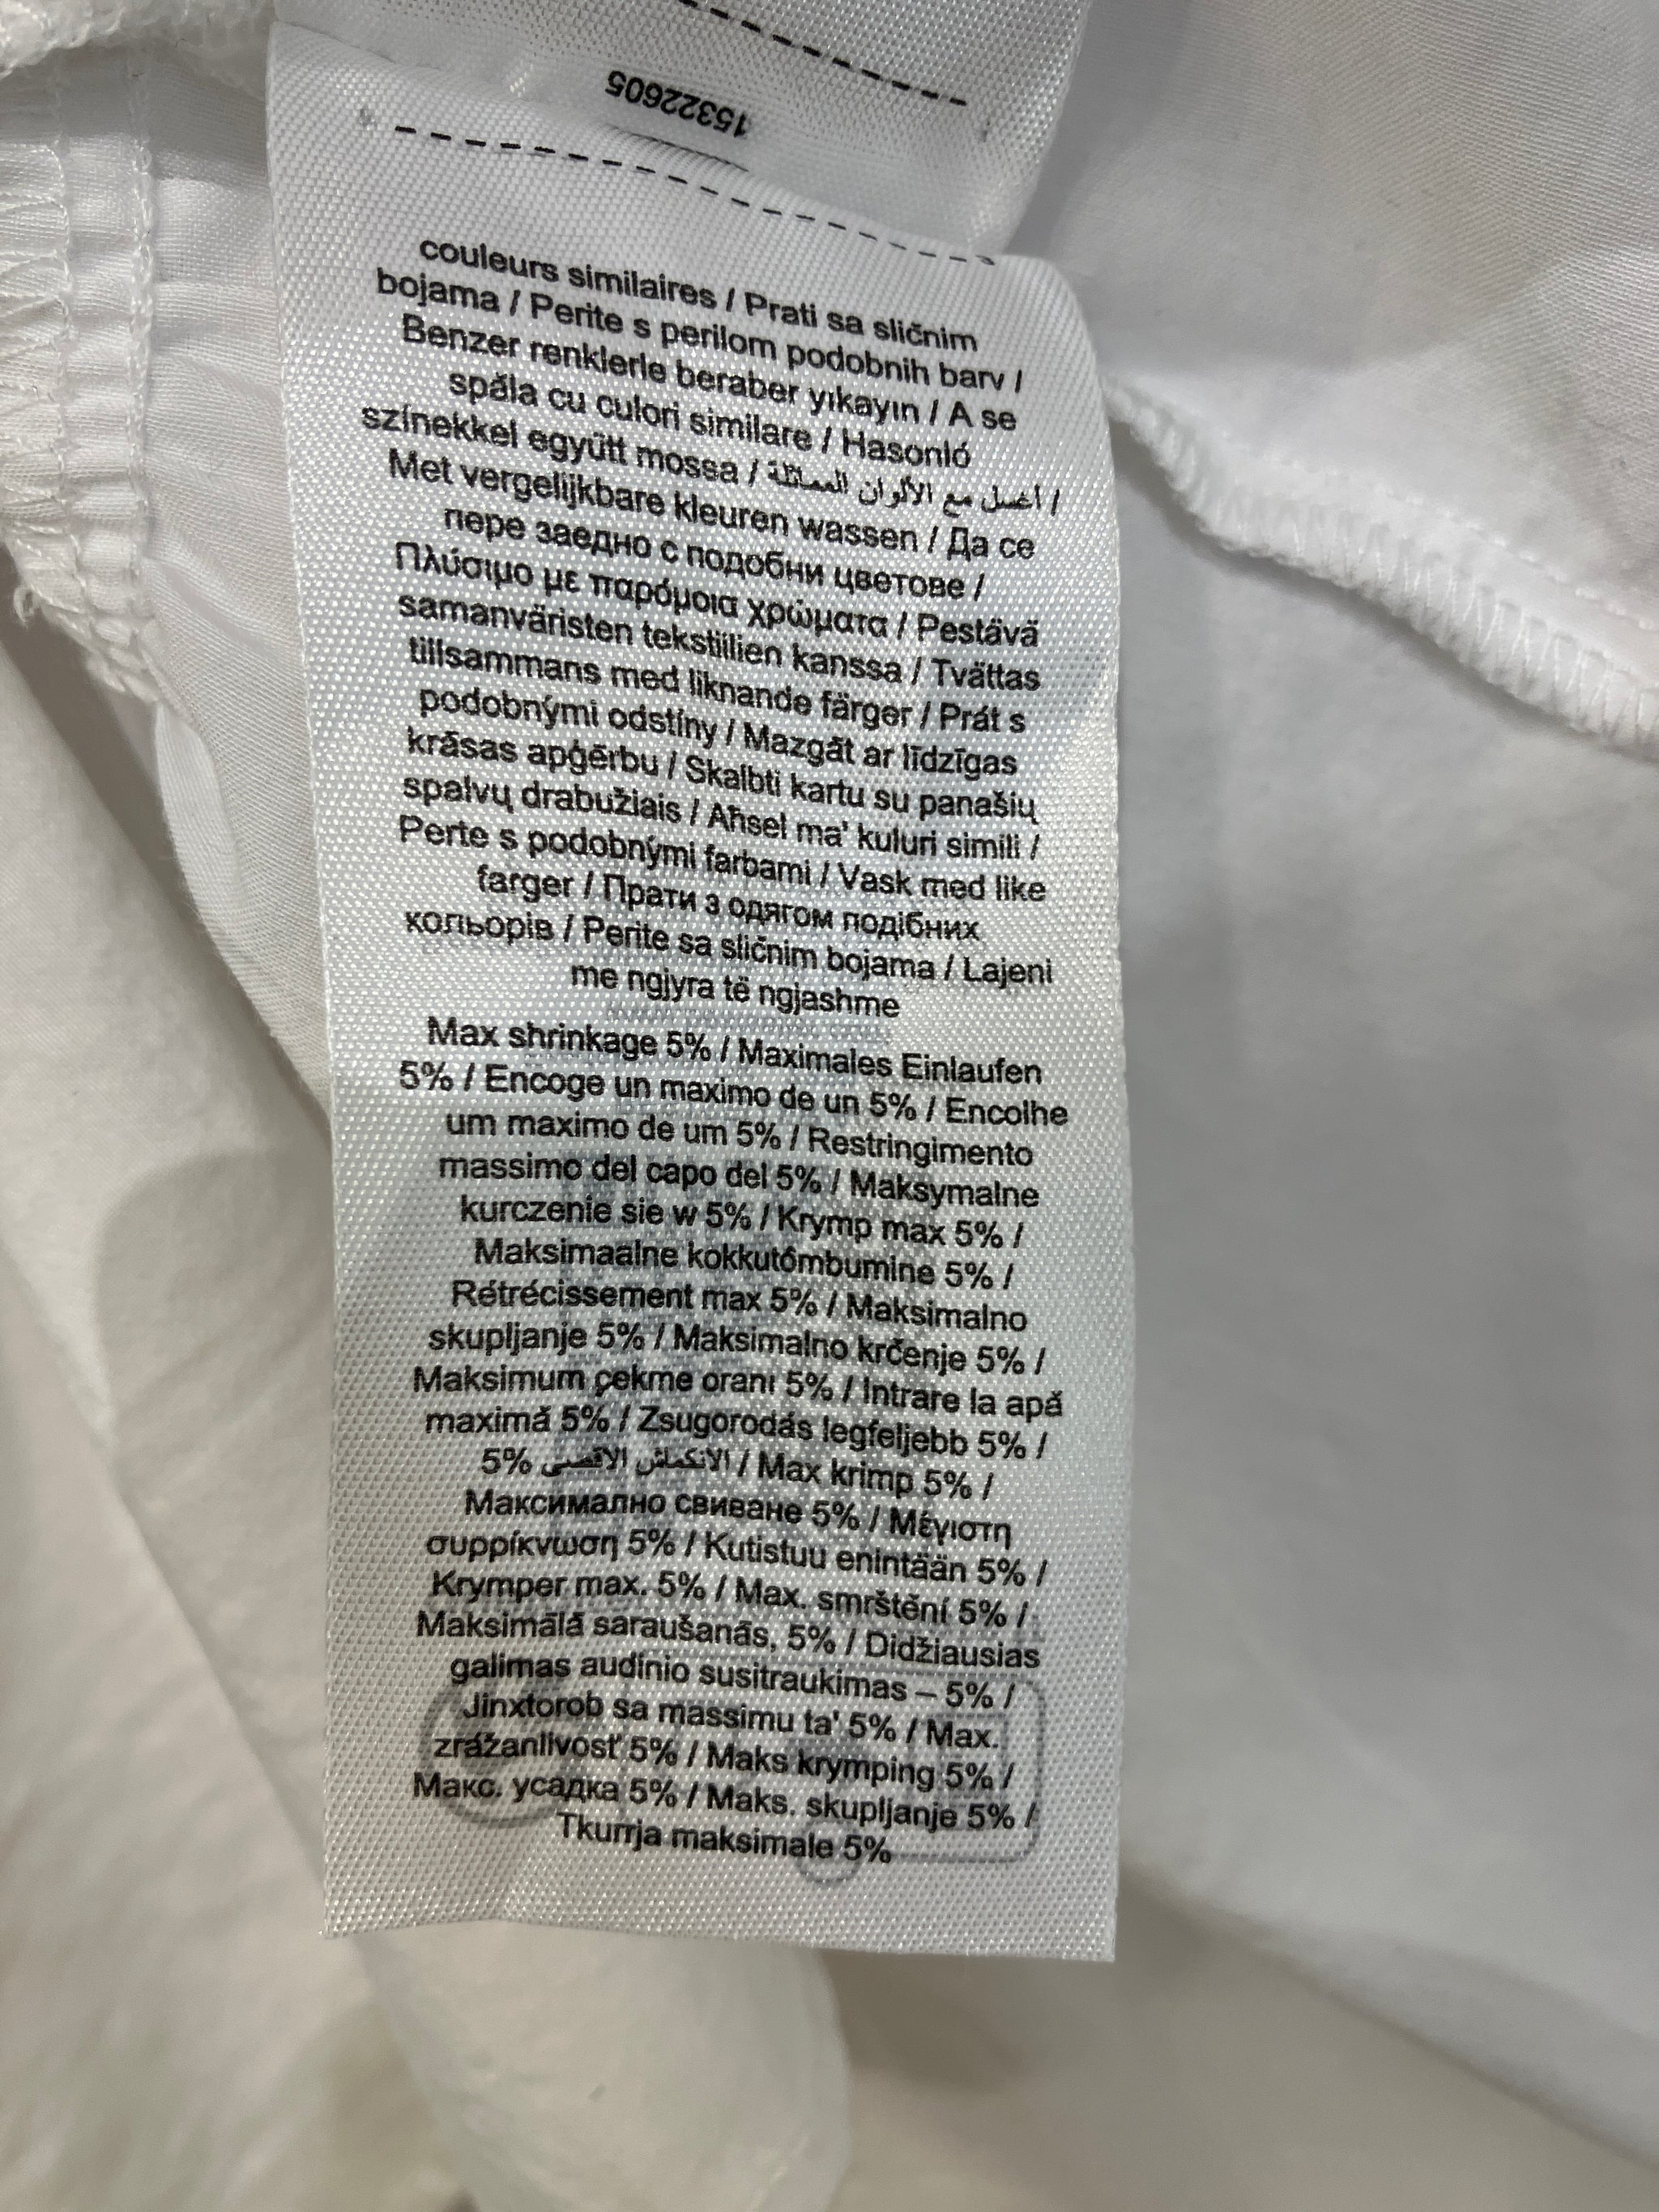 15322605
couleurs similaires / Prati sa sličnim
bojama / Perite s perilom podobnih barv /
Benzer renklerle beraber yıkayın / A se
spăla cu culori similare / Hasonló
színekkel együtt mossa / أغسل مع الألوان المماثلة /
Met vergelijkbare kleuren wassen / Да се
пере заедно с подобни цветове /
Πλύσιμο με παρόμοια χρώματα / Pestävä
samanväristen tekstiilien kanssa / Tvättas
tillsammans med liknande färger / Prát s
podobnými odstíny / Mazgāt ar līdzīgas
krāsas apģērbu / Skalbti kartu su panašių
spalvų drabužiais / Aħsel ma' kuluri simili /
Perte s podobnými farbami / Vask med like
farger / Прати з одягом подібних
кольорів / Perite sa sličnim bojama / Lajeni
me ngjyra të ngjashme
Max shrinkage 5% / Maximales Einlaufen
5% / Encoge un maximo de un 5% / Encolhe
um maximo de um 5% / Restringimento
massimo del capo del 5% / Maksymalne
kurczenie sie w 5% / Krymp max 5% /
Maksimaalne kokkutõmbumine 5% /
Rétrécissement max 5% / Maksimalno
skupljanje 5% / Maksimalno krčenje 5% /
Maksimum çekme oranı 5% / Intrare la apă
maximă 5% / Zsugorodás legfeljebb 5% /
5% الانكماش الاقصى / Max krimp 5% /
Максимално свиване 5% / Μέγιστη
συρρίκνωση 5% / Kutistuu enintään 5% /
Krymper max. 5% / Max. smrštění 5% /
Maksimālā saraušanās, 5% / Didžiausias
galimas audinio susitraukimas – 5% /
Jinxtorob sa massimu ta' 5% / Max.
zrážanlivosť 5% / Maks krymping 5% /
Макс. усадка 5% / Maks. skupljanje 5% /
Tkurrja maksimale 5%